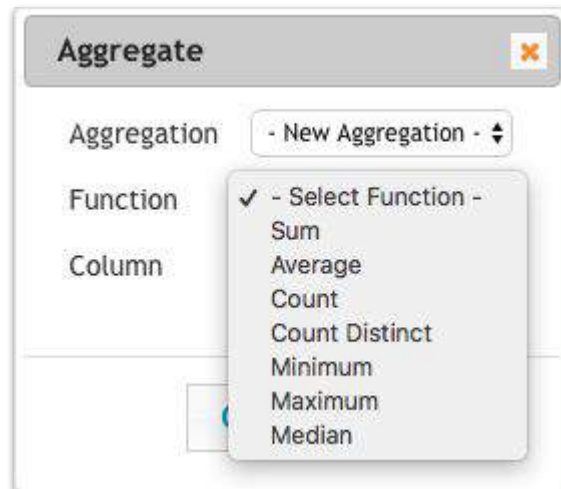 Aggregate
Aggregation - New Aggregation -
Function ✓ - Select Function -
Sum
Column Average
Count
Count Distinct
Minimum
Maximum
Median